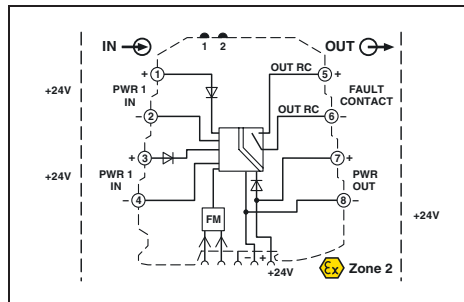 IN
1 2
OUT
+ 1
PWR 1
IN
- 2
+ 3
PWR 1
IN
- 4
+24V
+24V
OUT RC
5 +
FAULT
CONTACT
OUT RC
6 -
7 +
PWR
OUT
8 -
+24V
FM
- +
+24V
Ex Zone 2